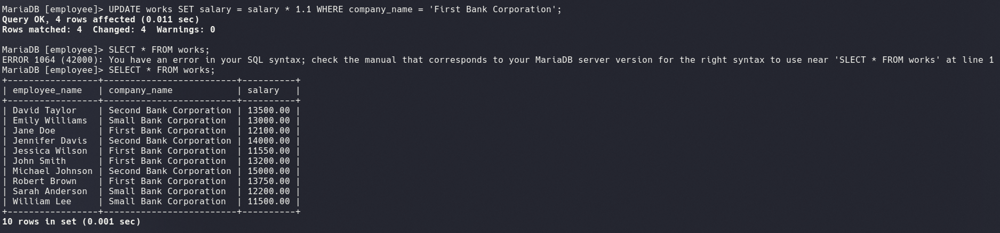 MariaDB [employee]> UPDATE works SET salary = salary * 1.1 WHERE company_name = 'First Bank Corporation';
Query OK, 4 rows affected (0.011 sec)
Rows matched: 4  Changed: 4  Warnings: 0

MariaDB [employee]> SLECT * FROM works;
ERROR 1064 (42000): You have an error in your SQL syntax; check the manual that corresponds to your MariaDB server version for the right syntax to use near 'SLECT * FROM works' at line 1
MariaDB [employee]> SELECT * FROM works;
+-----------------+-------------------------+----------+
| employee_name   | company_name            | salary   |
+-----------------+-------------------------+----------+
| David Taylor    | Second Bank Corporation | 13500.00 |
| Emily Williams  | Small Bank Corporation  | 13000.00 |
| Jane Doe        | First Bank Corporation  | 12100.00 |
| Jennifer Davis  | Second Bank Corporation | 14000.00 |
| Jessica Wilson  | First Bank Corporation  | 11550.00 |
| John Smith      | First Bank Corporation  | 13200.00 |
| Michael Johnson | Second Bank Corporation | 15000.00 |
| Robert Brown    | First Bank Corporation  | 13750.00 |
| Sarah Anderson  | Small Bank Corporation  | 12200.00 |
| William Lee     | Small Bank Corporation  | 11500.00 |
+-----------------+-------------------------+----------+
10 rows in set (0.001 sec)